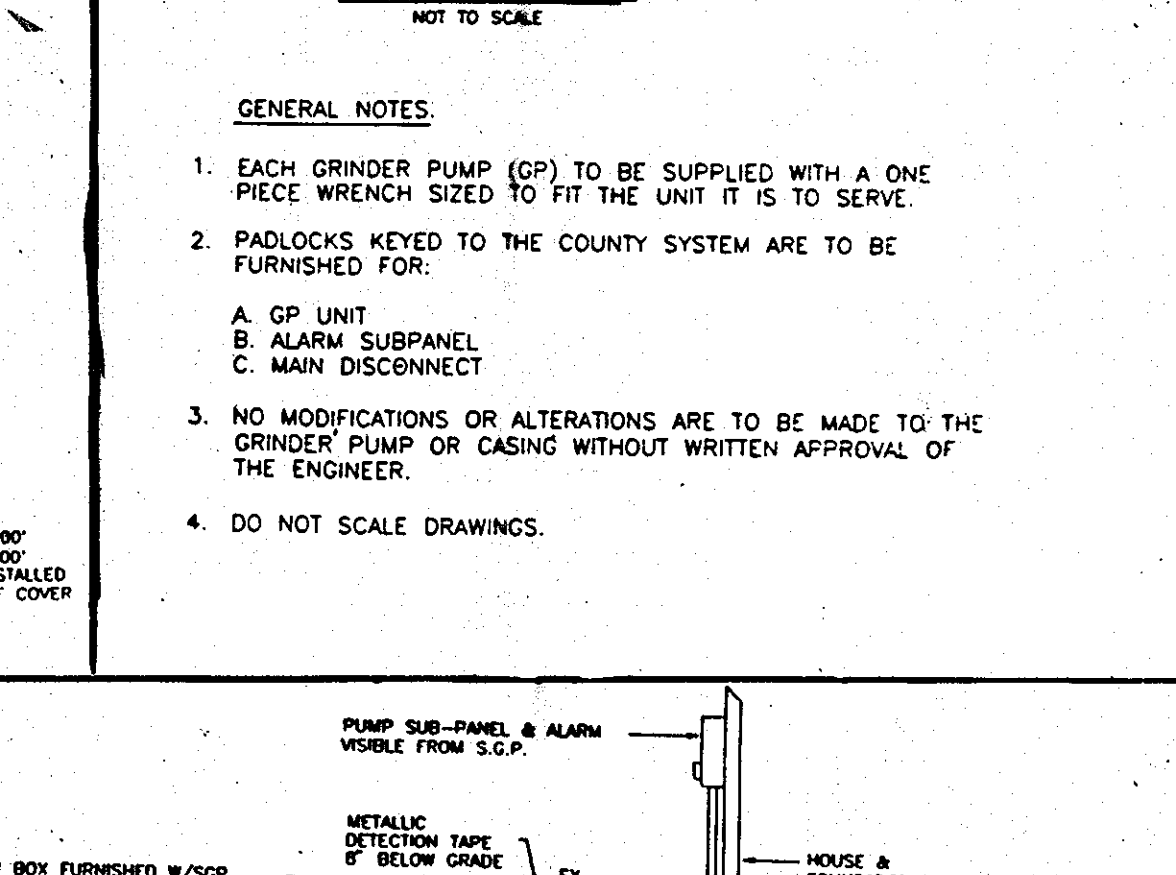 NOT TO SCALE
GENERAL NOTES.
1. EACH GRINDER PUMP (GP) TO BE SUPPLIED WITH A ONE
PIECE WRENCH SIZED TO FIT THE UNIT IT IS TO SERVE.
2. PADLOCKS KEYED TO THE COUNTY SYSTEM ARE TO BE
FURNISHED FOR:
A. GP UNIT
B. ALARM SUBPANEL
C. MAIN DISCONNECT
3. NO MODIFICATIONS OR ALTERATIONS ARE TO BE MADE TO THE
GRINDER PUMP OR CASING WITHOUT WRITTEN APPROVAL OF
THE ENGINEER.
4. DO NOT SCALE DRAWINGS.
00'
00'
STALLED
COVER
PUMP SUB-PANEL & ALARM
VISIBLE FROM S.G.P.
METALLIC
DETECTION TAPE
8" BELOW GRADE
BOX FURNISHED W/SGP
HOUSE &